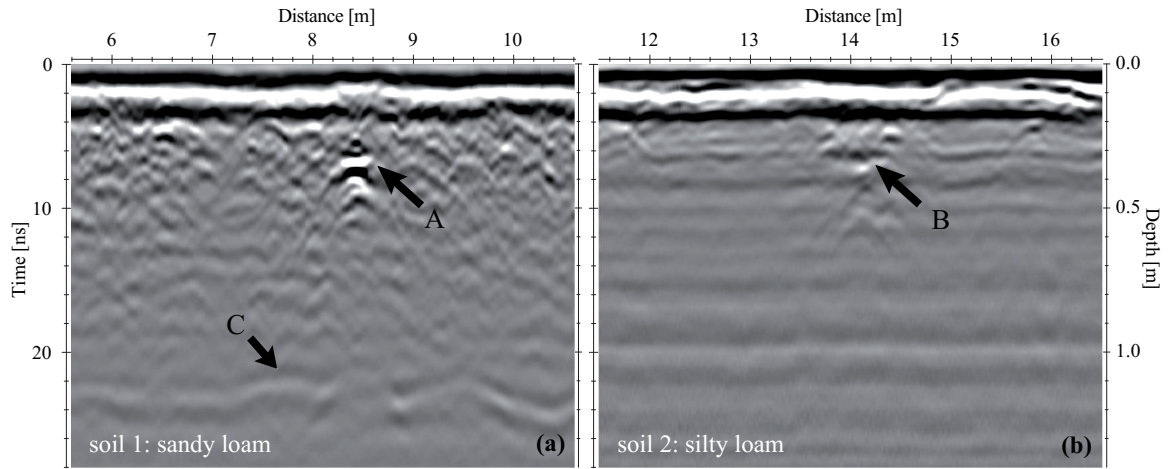 Distance [m]
Distance [m]
6 7 8 9 10
12 13 14 15 16
0
10
20
Time [ns]
0.0
0.5
1.0
Depth [m]
A
B
C
soil 1: sandy loam
(a)
soil 2: silty loam
(b)